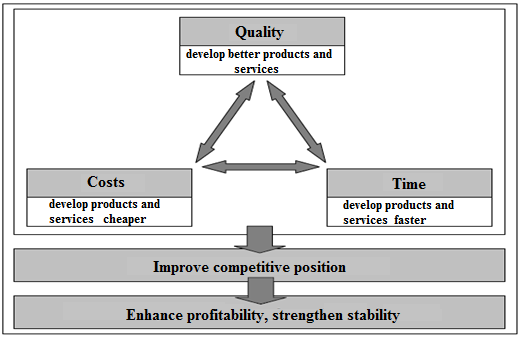 Quality
develop better products and
services
Costs
develop products and
services cheaper
Time
develop products and
services faster
Improve competitive position
Enhance profitability, strengthen stability